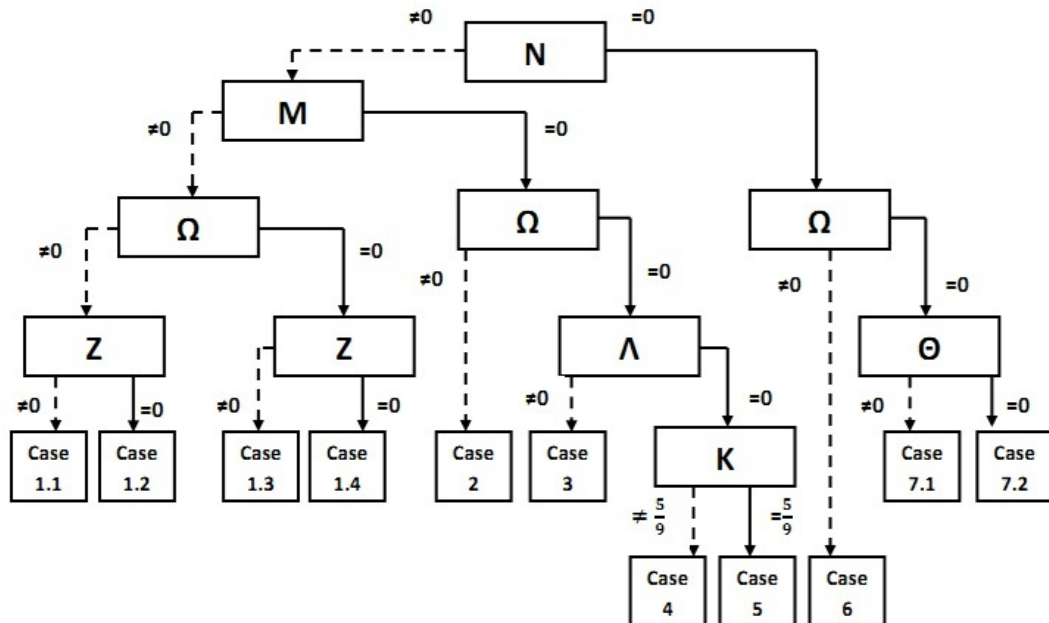 ≠0 =0
N
M
≠0 =0
Ω Ω Ω
≠0 =0 ≠0 =0 ≠0 =0
Z Z Λ Θ
≠0 =0 ≠0 =0 ≠0 =0 ≠0 =0
Case Case Case Case Case Case Case Case
1.1 1.2 1.3 1.4 2 3 7.1 7.2
K
≠ 5/9 =5/9
Case Case Case
4 5 6